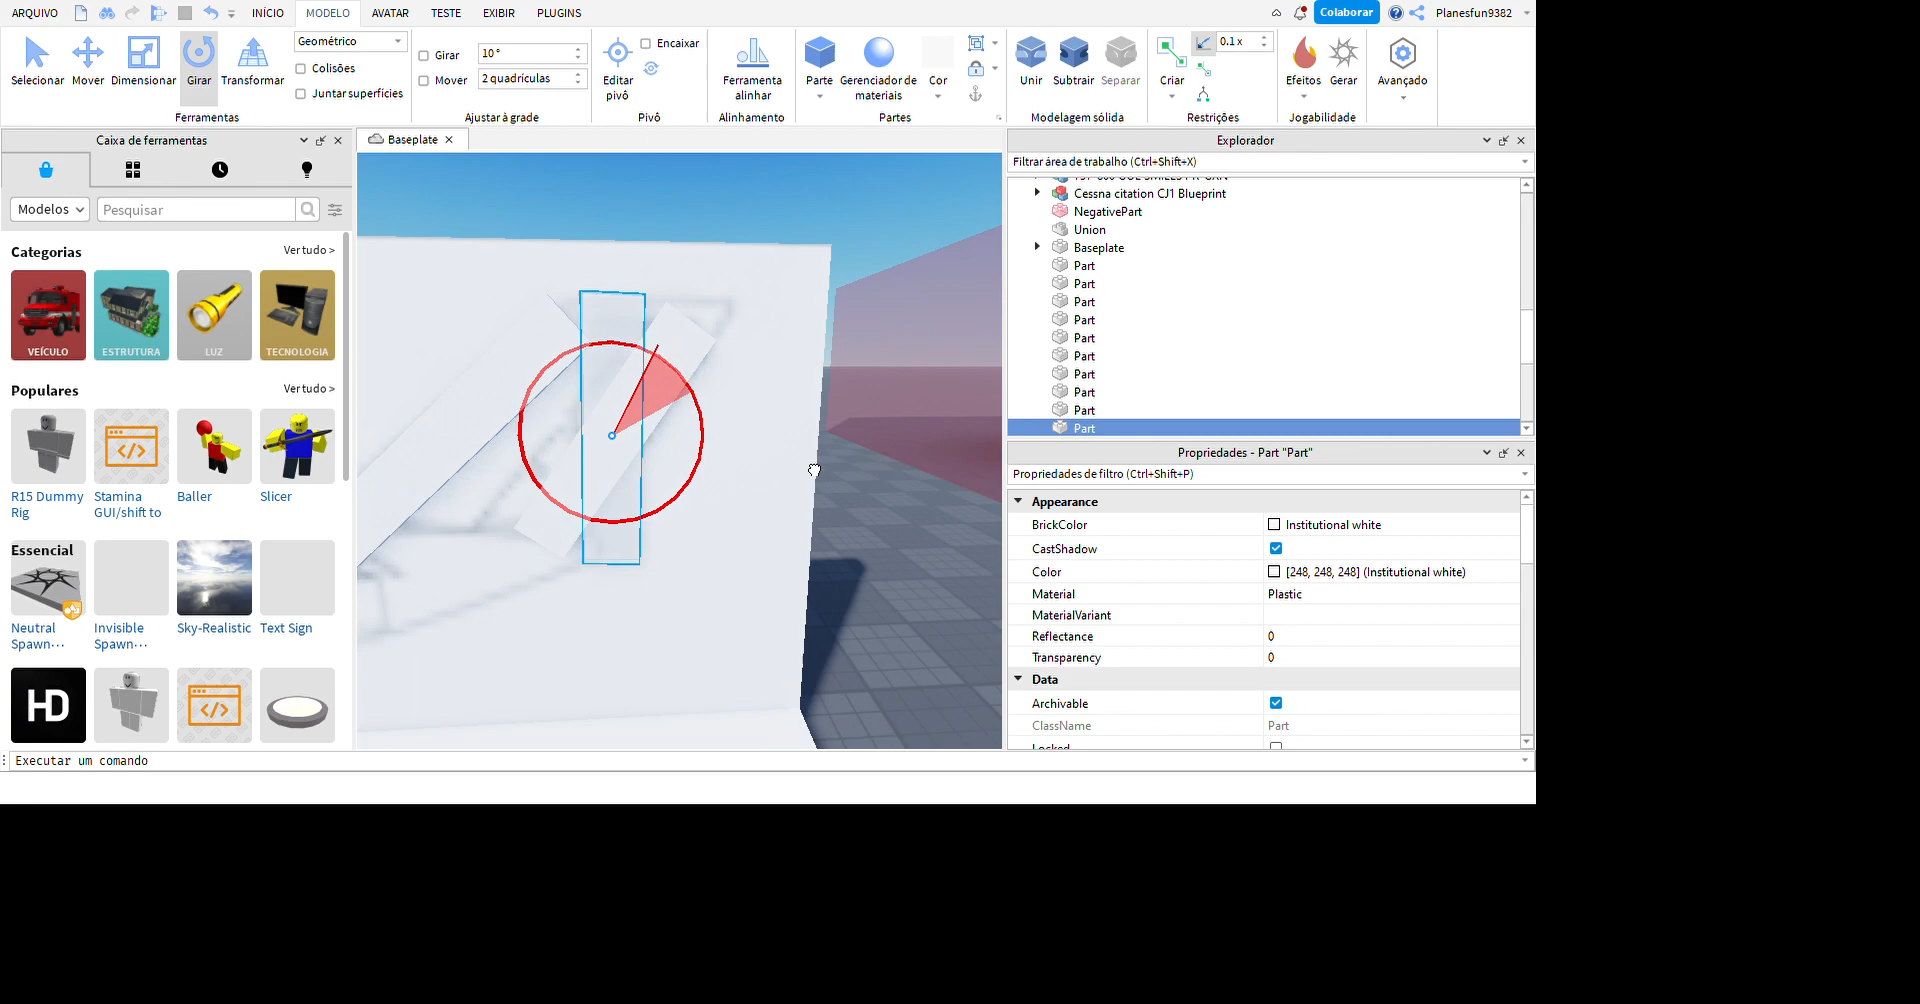 ARQUIVO
INÍCIO
MODELO
AVATAR
TESTE
EXIBIR
PLUGINS
Colaborar
Planesfun9382
Selecionar
Mover
Dimensionar
Girar
Transformar
Geométrico
Colisões
Juntar superfícies
Ferramentas
Girar
10 °
Mover
2 quadrículas
Ajustar à grade
Editar
pivô
Encaixar
Pivô
Ferramenta
alinhar
Alinhamento
Parte
Gerenciador de
materiais
Cor
Partes
Unir
Subtrair
Separar
Modelagem sólida
Criar
0.1 x
Restrições
Efeitos
Gerar
Jogabilidade
Avançado
Caixa de ferramentas
Modelos
Pesquisar
Categorias
Ver tudo >
VEÍCULO
ESTRUTURA
LUZ
TECNOLOGIA
Populares
Ver tudo >
R15 Dummy
Rig
Stamina
GUI/shift to
Baller
Slicer
Essencial
Neutral
Spawn...
Invisible
Spawn...
Sky-Realistic
Text Sign
HD
Baseplate
Explorador
Filtrar área de trabalho (Ctrl+Shift+X)
Cessna citation CJ1 Blueprint
NegativePart
Union
Baseplate
Part
Part
Part
Part
Part
Part
Part
Part
Part
Part
Propriedades - Part "Part"
Propriedades de filtro (Ctrl+Shift+P)
Appearance
BrickColor
Institutional white
CastShadow
Color
[248, 248, 248] (Institutional white)
Material
Plastic
MaterialVariant
Reflectance
0
Transparency
0
Data
Archivable
ClassName
Part
Locked
Executar um comando